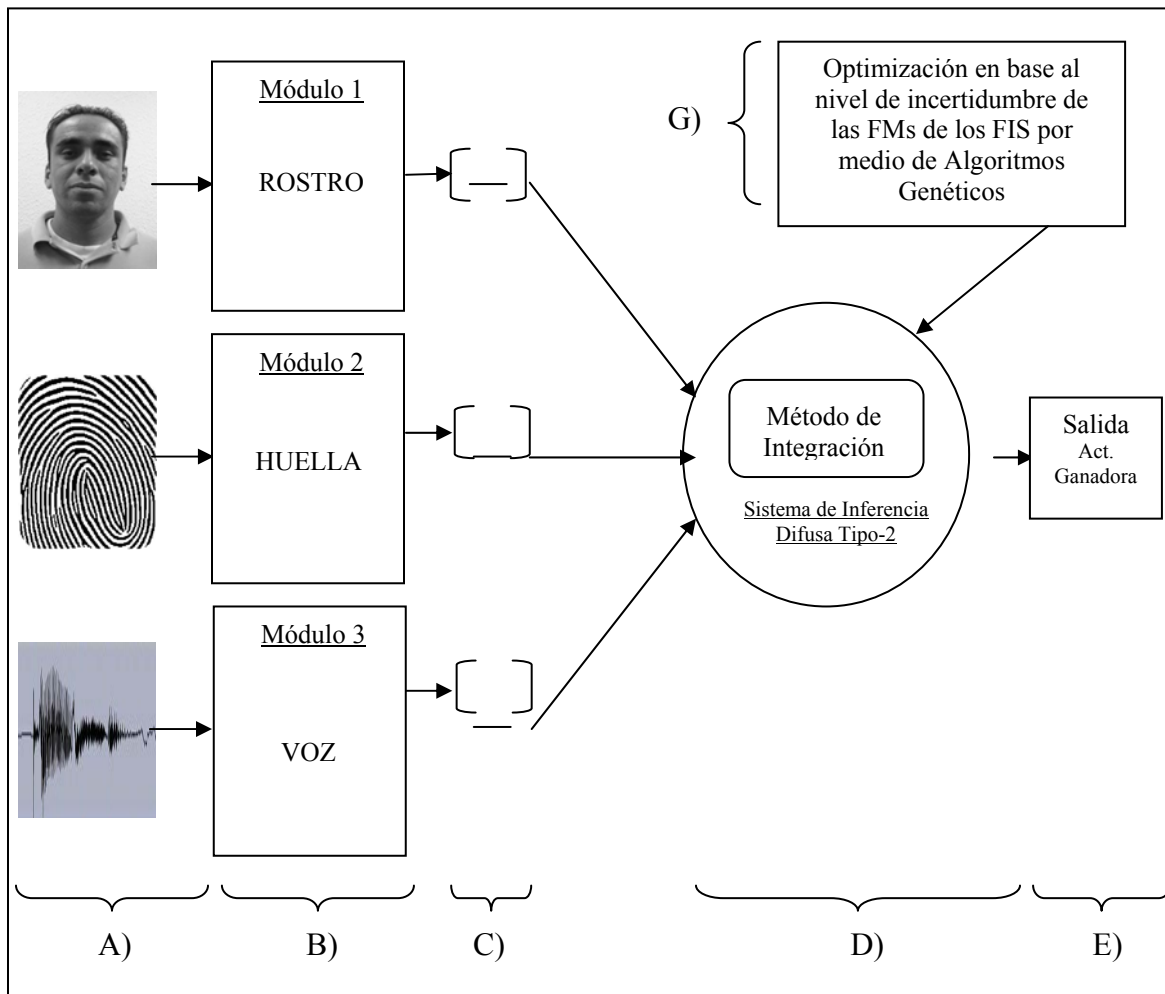 Módulo 1
ROSTRO
Módulo 2
HUELLA
Módulo 3
VOZ
G)
Optimización en base al
nivel de incertidumbre de
las FMs de los FIS por
medio de Algoritmos
Genéticos
Método de
Integración
Sistema de Inferencia
Difusa Tipo-2
Salida
Act.
Ganadora
A)
B)
C)
D)
E)